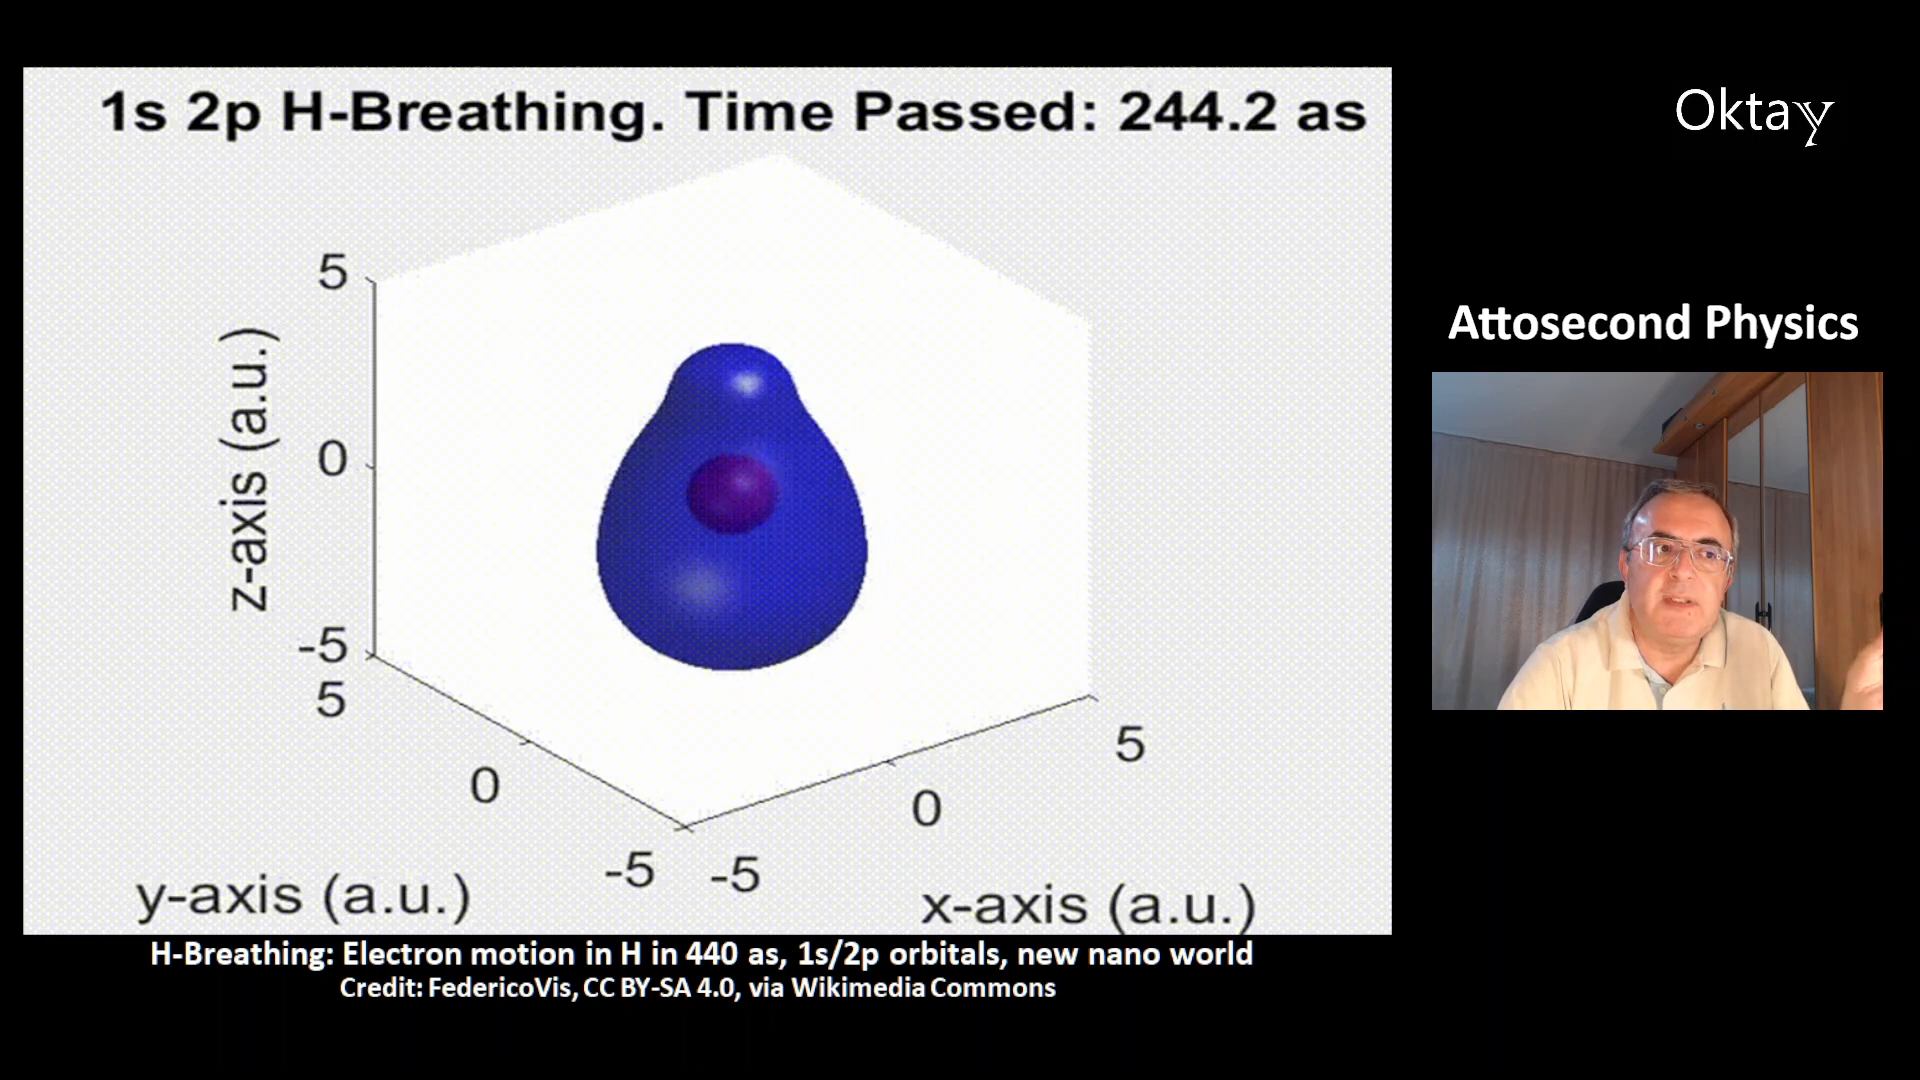 1s 2p H-Breathing. Time Passed: 244.2 as
Oktay
Attosecond Physics
z-axis (a.u.)
5
0
-5
5
0
-5
y-axis (a.u.)
-5
0
5
x-axis (a.u.)
H-Breathing: Electron motion in H in 440 as, 1s/2p orbitals, new nano world
Credit: FedericoVis, CC BY-SA 4.0, via Wikimedia Commons